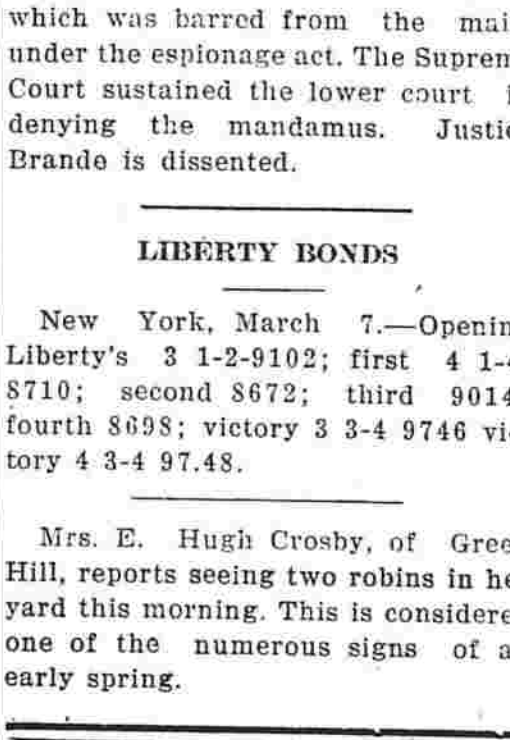 which was barred from the mai
under the espionage act. The Suprem
Court sustained the lower court i
denying the mandamus. Justic
Brande is dissented.
LIBERTY BONDS
New York, March 7.—Openin
Liberty's 3 1-2-9102; first 4 1-4
8710; second 8672; third 9014
fourth 8698; victory 3 3-4 9746 vic
tory 4 3-4 97.48.
Mrs. E. Hugh Crosby, of Gree
Hill, reports seeing two robins in he
yard this morning. This is considere
one of the numerous signs of a
early spring.